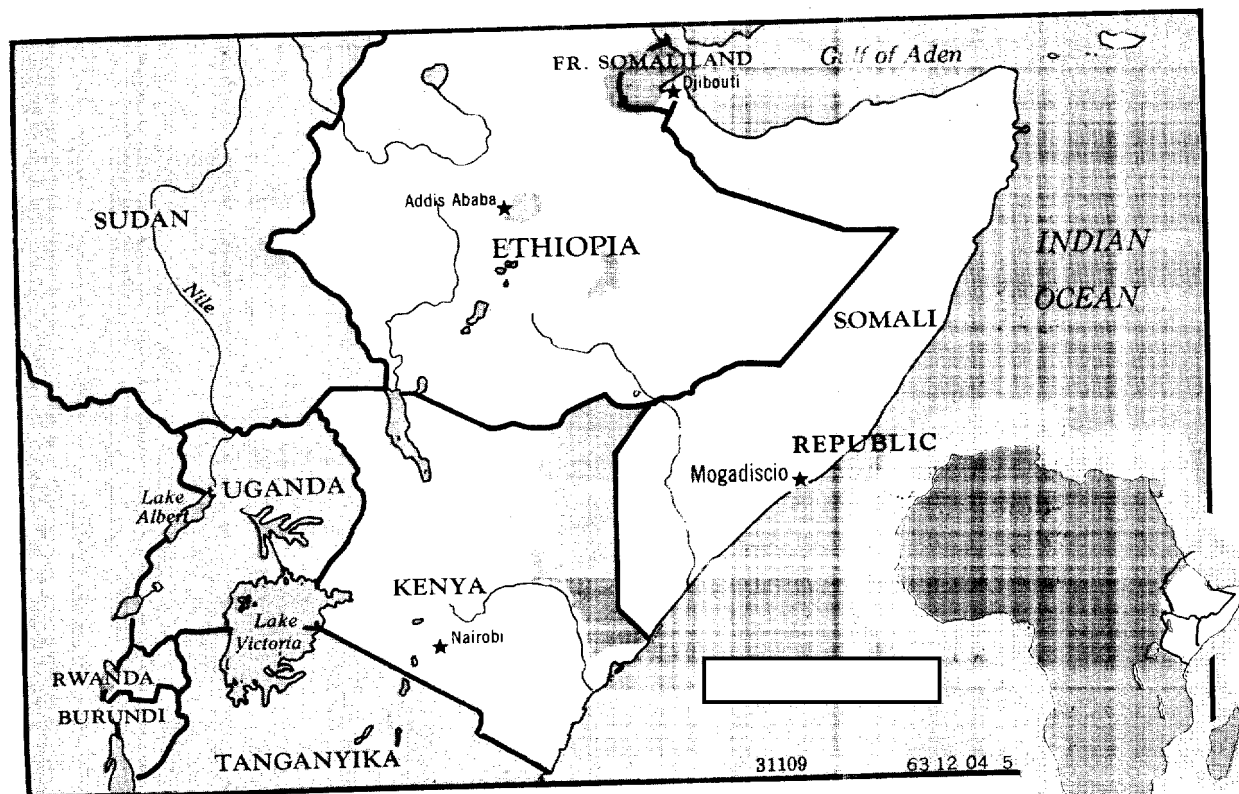 FR. SOMALILAND
Gulf of Aden
Djibouti
SUDAN
Addis Ababa
ETHIOPIA
INDIAN
OCEAN
Nile
SOMALI
REPUBLIC
Mogadiscio
Lake
Albert
UGANDA
KENYA
Lake
Victoria
Nairobi
RWANDA
BURUNDI
TANGANYIKA
31109
63 12 04 5